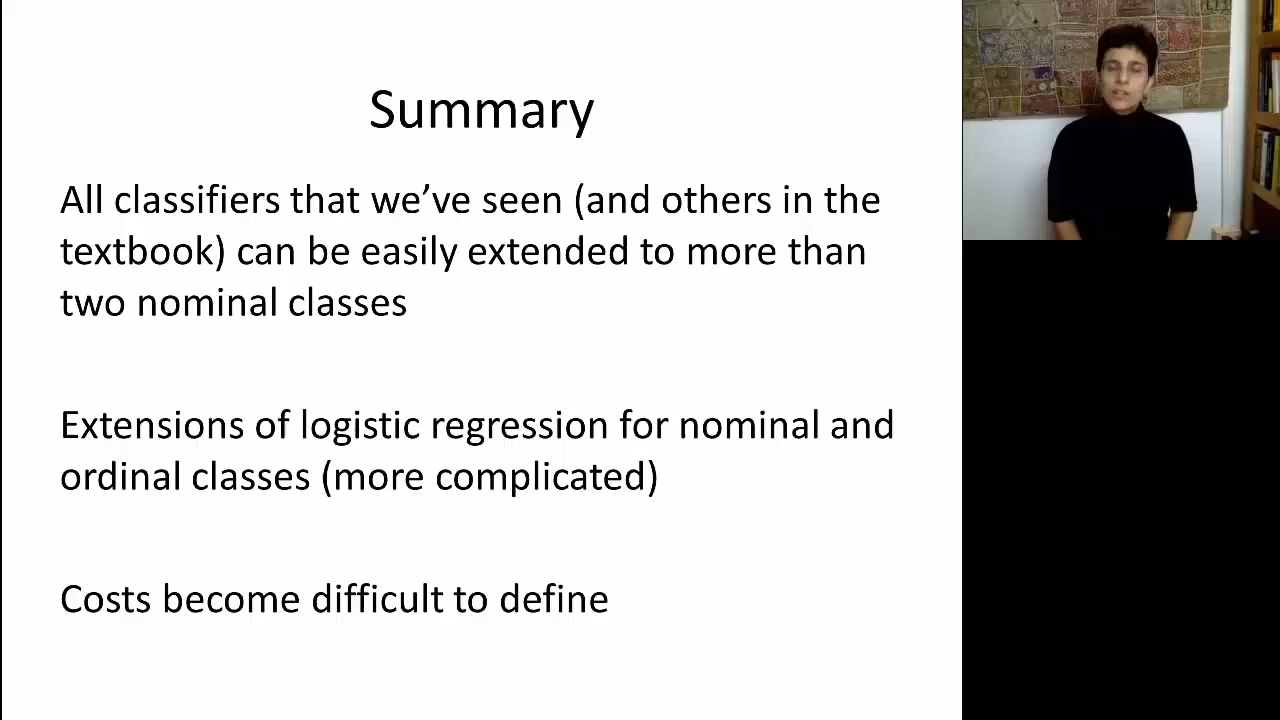 Summary
All classifiers that we’ve seen (and others in the
textbook) can be easily extended to more than
two nominal classes
Extensions of logistic regression for nominal and
ordinal classes (more complicated)
Costs become difficult to define